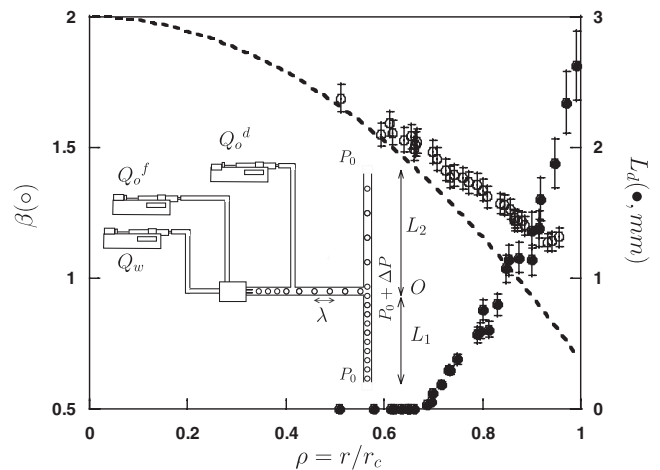 2
1.5
1
0.5
β(○)
0
0.2
0.4
0.6
0.8
1
ρ = r/r_c
3
2
1
0
L_d(●, mm)
Q_o^d
Q_o^f
Q_w
λ
P_0
L_2
P_0 + ΔP
O
L_1
P_0